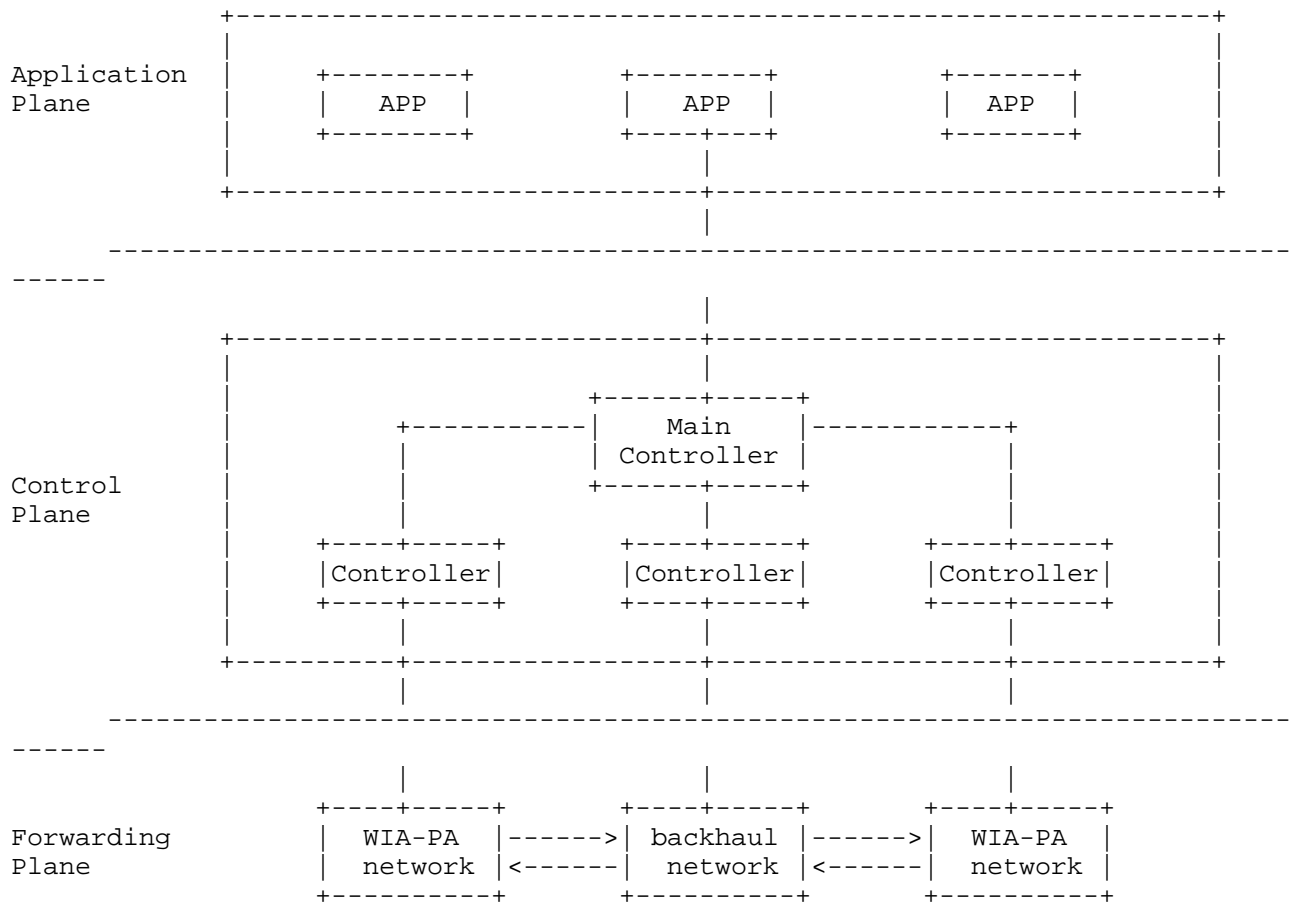 Application
Plane APP APP APP
Main
Controller
Control
Plane
Controller Controller Controller
Forwarding WIA-PA backhaul WIA-PA
Plane network network network